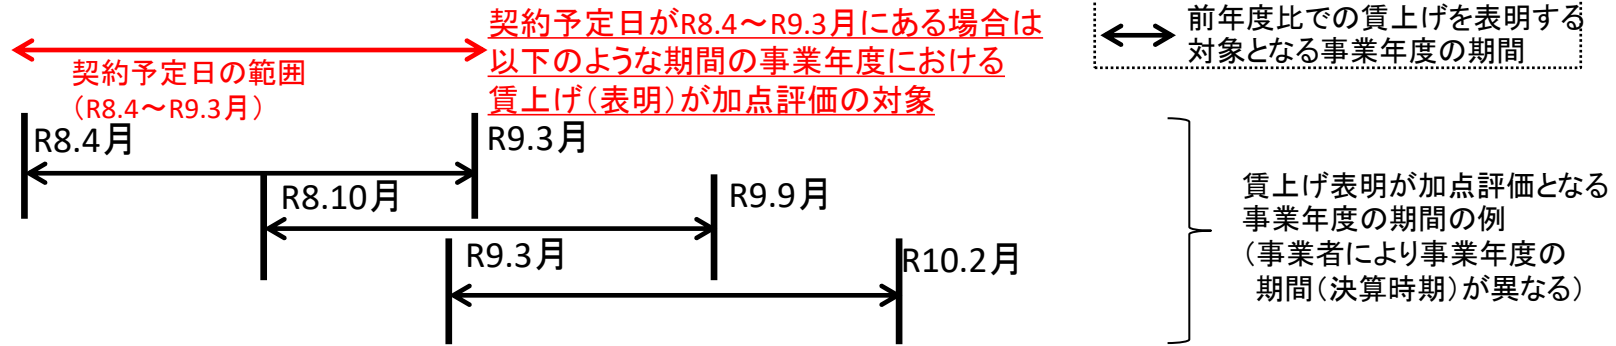 契約予定日がR8.4～R9.3月にある場合は
以下のような期間の事業年度における
賃上げ（表明）が加点評価の対象
前年度比での賃上げを表明する
対象となる事業年度の期間
契約予定日の範囲
（R8.4～R9.3月）
R8.4月
R9.3月
R8.10月
R9.9月
R9.3月
R10.2月
賃上げ表明が加点評価となる
事業年度の期間の例
（事業者により事業年度の
期間（決算時期）が異なる）